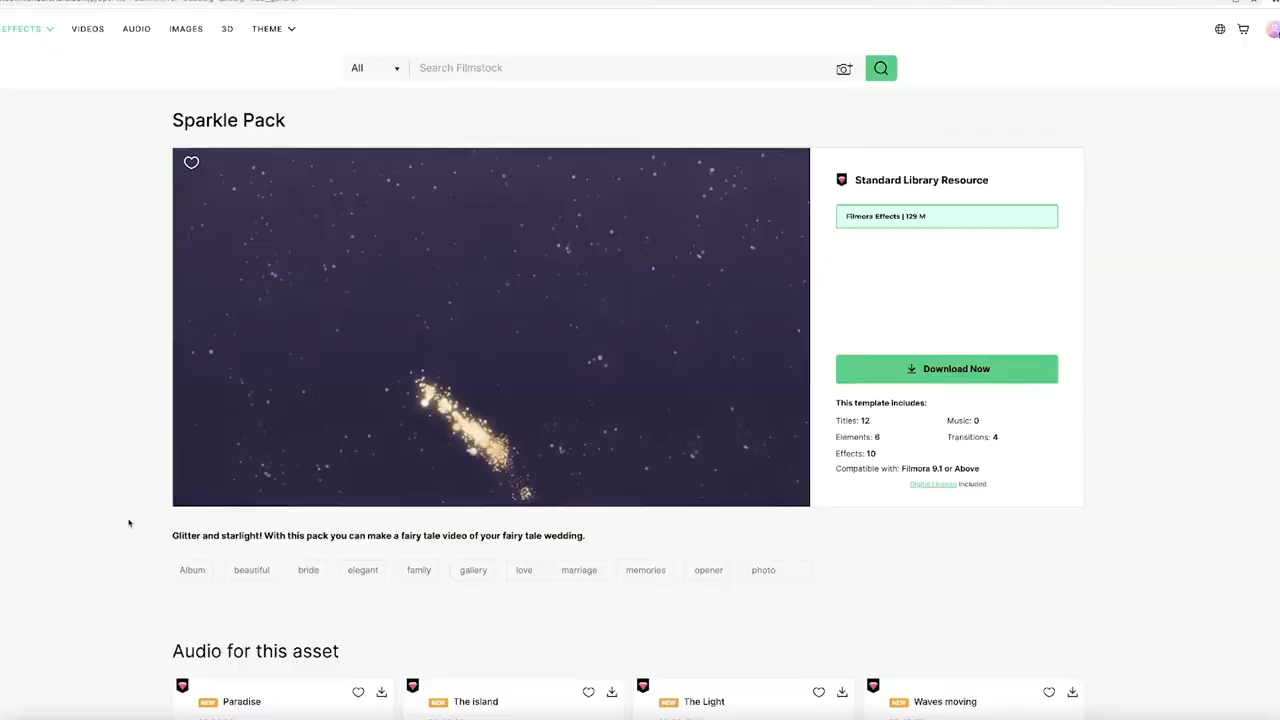 EFFECTS VIDEOS AUDIO IMAGES 3D THEME
All Search Filmstock
Sparkle Pack
Standard Library Resource
Filmora Effects | 129 M
Download Now
This template includes:
Titles: 12 Music: 0
Elements: 6 Transitions: 4
Effects: 10
Compatible with: Filmora 9.1 or Above
Digital License Included
Glitter and starlight! With this pack you can make a fairy tale video of your fairy tale wedding.
Album beautiful bride elegant family gallery love marriage memories opener photo
Audio for this asset
NEW Paradise NEW The island NEW The Light NEW Waves moving